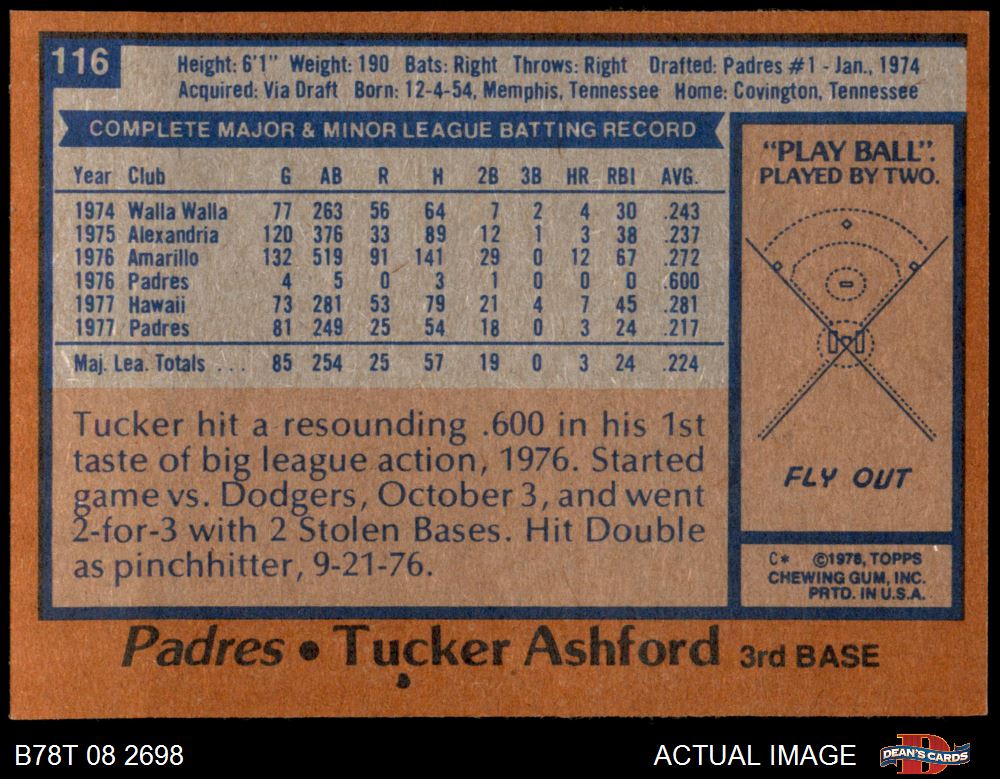 116
Height: 6'1" Weight: 190 Bats: Right Throws: Right Drafted: Padres #1 - Jan., 1974
Acquired: Via Draft Born: 12-4-54, Memphis, Tennessee Home: Covington, Tennessee
COMPLETE MAJOR & MINOR LEAGUE BATTING RECORD
Year Club G AB R H 2B 3B HR RBI AVG.
1974 Walla Walla 77 263 56 64 7 2 4 30 .243
1975 Alexandria 120 376 33 89 12 1 3 38 .237
1976 Amarillo 132 519 91 141 29 0 12 67 .272
1976 Padres 4 5 0 3 1 0 0 0 .600
1977 Hawaii 73 281 53 79 21 4 7 45 .281
1977 Padres 81 249 25 54 18 0 3 24 .217
Maj. Lea. Totals ... 85 254 25 57 19 0 3 24 .224
Tucker hit a resounding .600 in his 1st
taste of big league action, 1976. Started
game vs. Dodgers, October 3, and went
2-for-3 with 2 Stolen Bases. Hit Double
as pinchhitter, 9-21-76.
"PLAY BALL".
PLAYED BY TWO.
FLY OUT
C* ©1978, TOPPS
CHEWING GUM, INC.
PRTD. IN U.S.A.
Padres • Tucker Ashford 3rd BASE
B78T 08 2698
ACTUAL IMAGE
D
DEAN'S CARDS